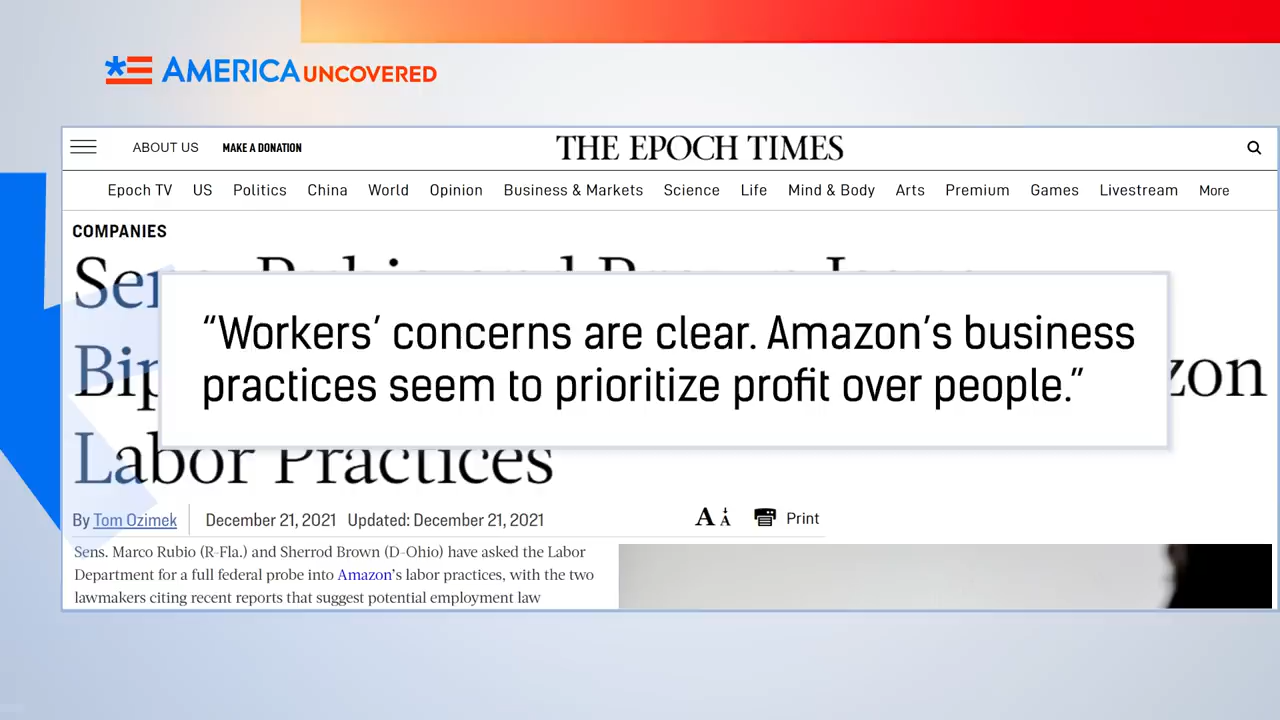 AMERICA UNCOVERED
ABOUT US
MAKE A DONATION
THE EPOCH TIMES
Epoch TV US Politics China World Opinion Business & Markets Science Life Mind & Body Arts Premium Games Livestream More
COMPANIES
“Workers’ concerns are clear. Amazon’s business
practices seem to prioritize profit over people.”
Labor Practices
By Tom Ozimek December 21, 2021 Updated: December 21, 2021
Print
Sens. Marco Rubio (R-Fla.) and Sherrod Brown (D-Ohio) have asked the Labor
Department for a full federal probe into Amazon’s labor practices, with the two
lawmakers citing recent reports that suggest potential employment law